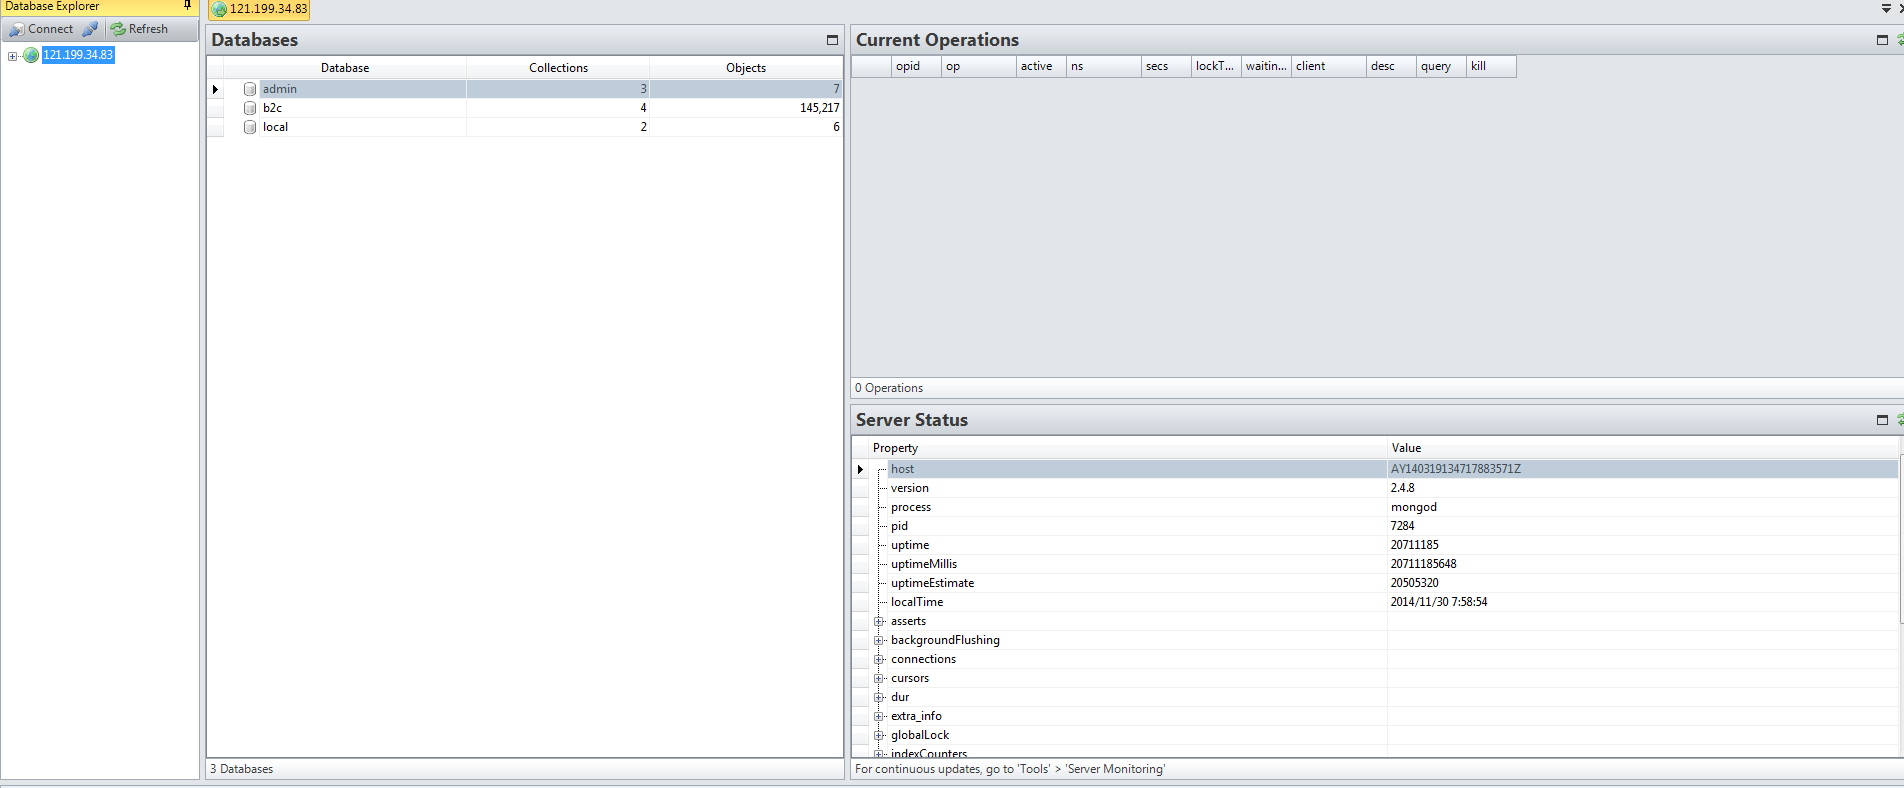 Database Explorer
Connect Refresh
121.199.34.83
121.199.34.83
Databases
Database Collections Objects
admin 3 7
b2c 4 145,217
local 2 6
3 Databases
Current Operations
opid op active ns secs lockT... waitin... client desc query kill
0 Operations
Server Status
Property Value
host AY140319134717883571Z
version 2.4.8
process mongod
pid 7284
uptime 20711185
uptimeMillis 20711185648
uptimeEstimate 20505320
localTime 2014/11/30 7:58:54
asserts
backgroundFlushing
connections
cursors
dur
extra_info
globalLock
indexCounters
For continuous updates, go to 'Tools' > 'Server Monitoring'